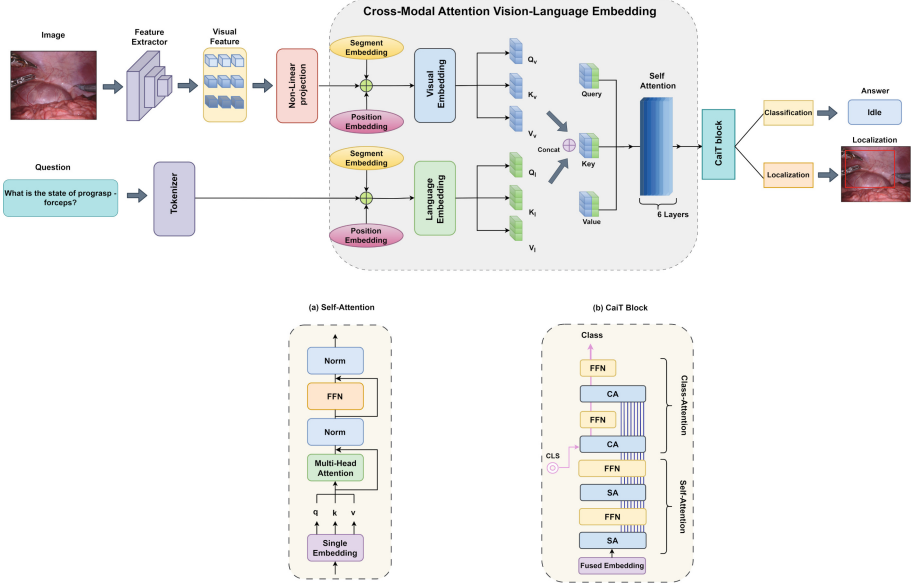 Cross-Modal Attention Vision-Language Embedding
Image
Feature
Extractor
Visual
Feature
Non-Linear
projection
Segment
Embedding
Position
Embedding
Visual
Embedding
Qv
Kv
Vv
Question
What is the state of prograsp -
forceps?
Tokenizer
Segment
Embedding
Position
Embedding
Language
Embedding
Ql
Kl
Vl
Concat
Query
Key
Value
Self
Attention
6 Layers
CaiT block
Classification
Answer
Idle
Localization
Localization
(a) Self-Attention
Norm
FFN
Norm
Multi-Head
Attention
q k v
Single
Embedding
(b) CaiT Block
Class
FFN
CA
FFN
CA
CLS
FFN
SA
FFN
SA
Fused Embedding
Class-Attention
Self-Attention